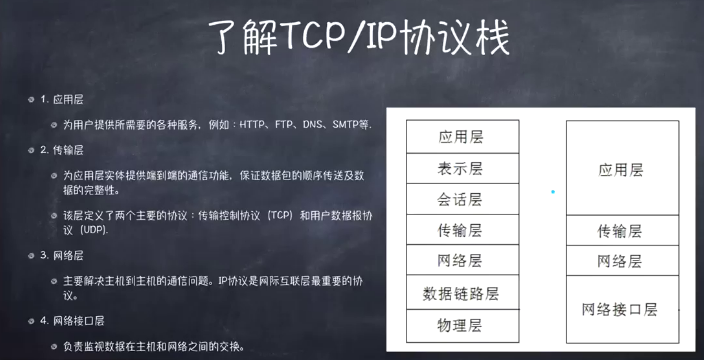 了解TCP/IP协议栈
1. 应用层
为用户提供所需要的各种服务，例如：HTTP、FTP、DNS、SMTP等.
2. 传输层
为应用层实体提供端到端的通信功能，保证数据包的顺序传送及数
据的完整性。
该层定义了两个主要的协议：传输控制协议（TCP）和用户数据报协
议（UDP).
3. 网络层
主要解决主机到主机的通信问题。IP协议是网际互联层最重要的协
议。
4. 网络接口层
负责监视数据在主机和网络之间的交换。
应用层
表示层
会话层
传输层
网络层
数据链路层
物理层
应用层
传输层
网络层
网络接口层